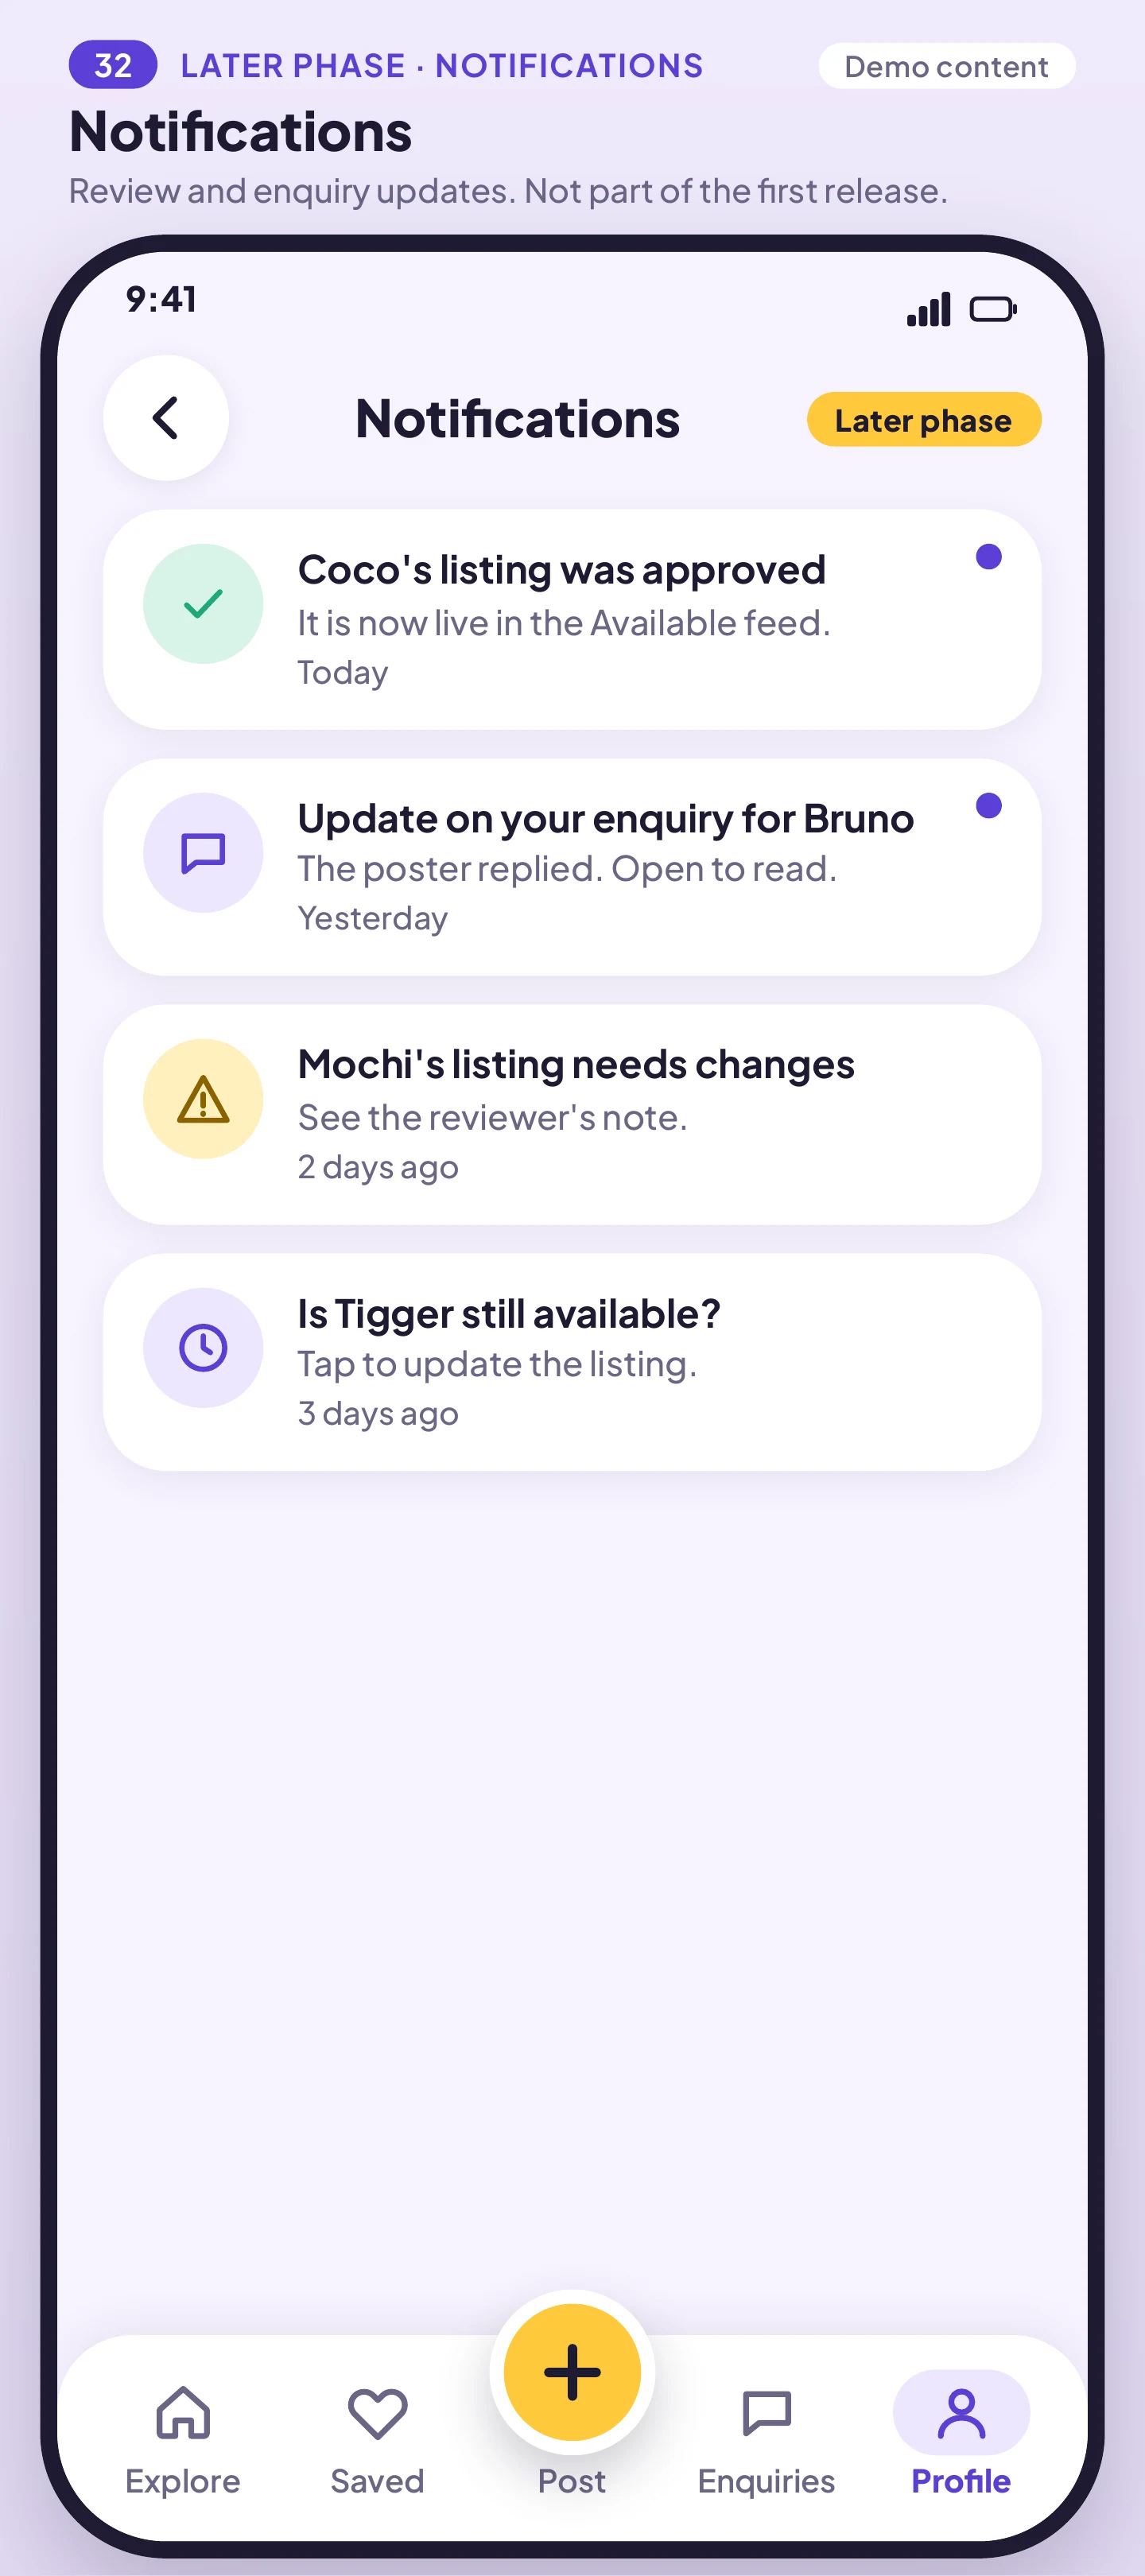 32 LATER PHASE · NOTIFICATIONS Demo content
Notifications
Review and enquiry updates. Not part of the first release.
9:41
Notifications Later phase
Coco's listing was approved
It is now live in the Available feed.
Today
Update on your enquiry for Bruno
The poster replied. Open to read.
Yesterday
Mochi's listing needs changes
See the reviewer's note.
2 days ago
Is Tigger still available?
Tap to update the listing.
3 days ago
Explore Saved Post Enquiries Profile